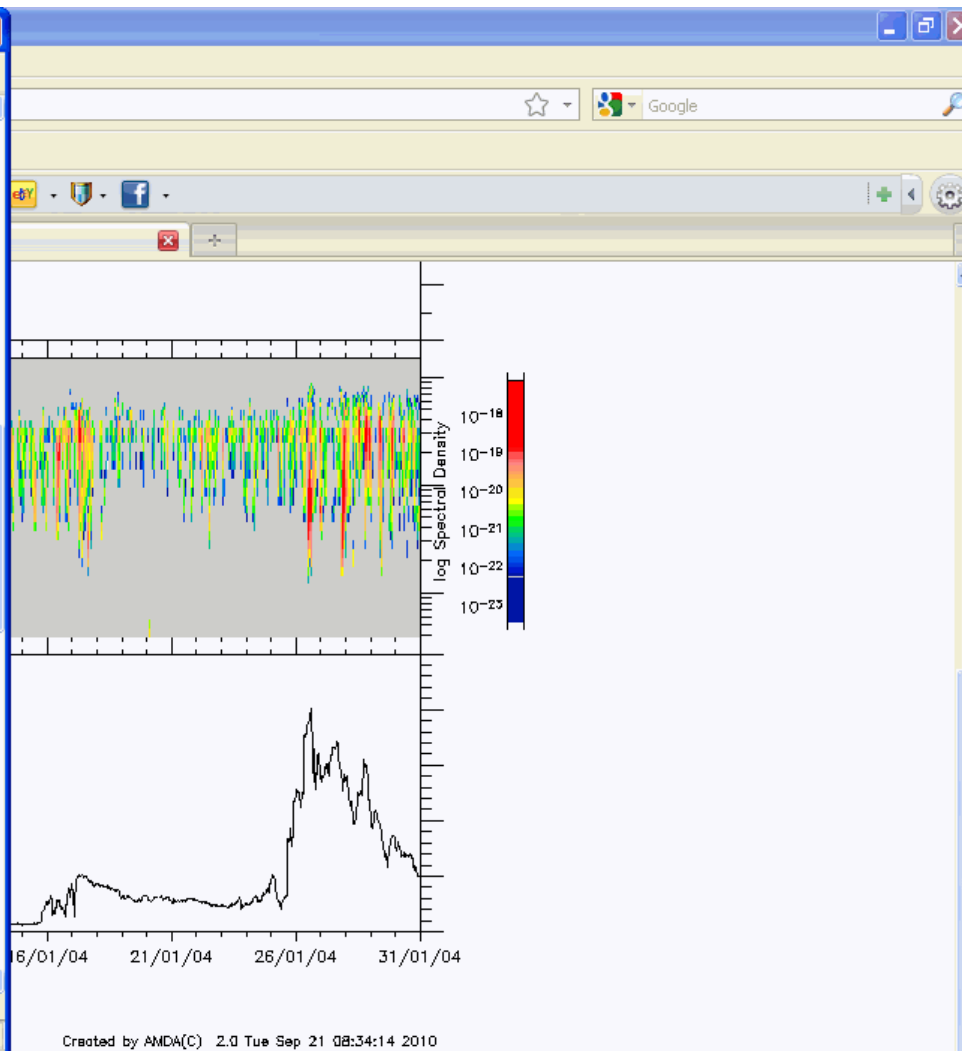 Google
ebY
f
10-18
10-19
10-20
10-21
10-22
10-23
log Spectral Density
16/01/04 21/01/04 26/01/04 31/01/04
Created by AMDA(C) 2.0 Tue Sep 21 08:34:14 2010